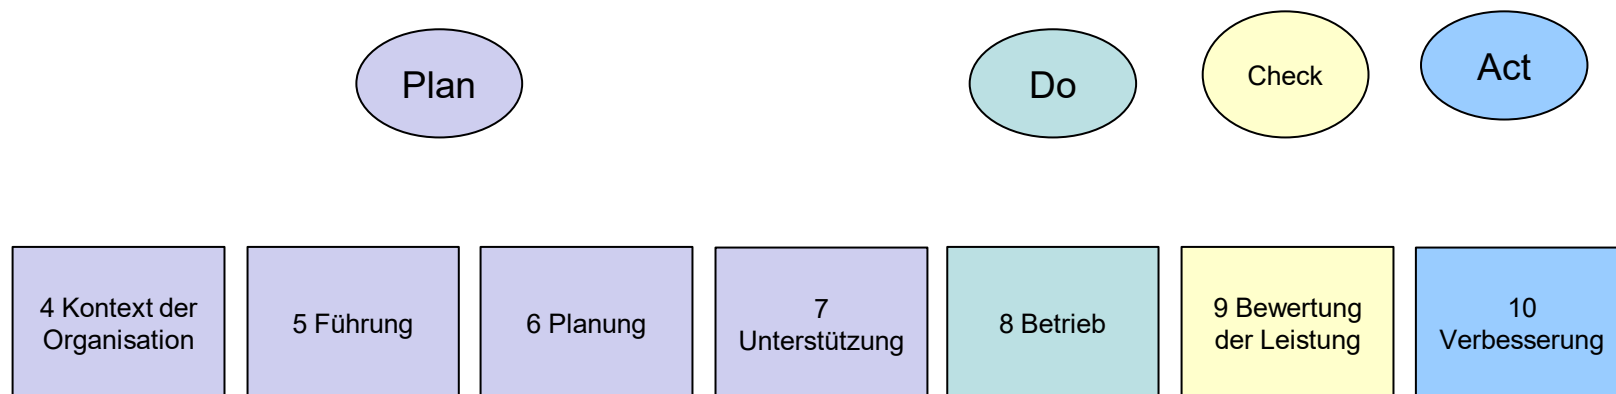 Plan
Do
Check
Act
4 Kontext der
Organisation
5 Führung
6 Planung
7
Unterstützung
8 Betrieb
9 Bewertung
der Leistung
10
Verbesserung